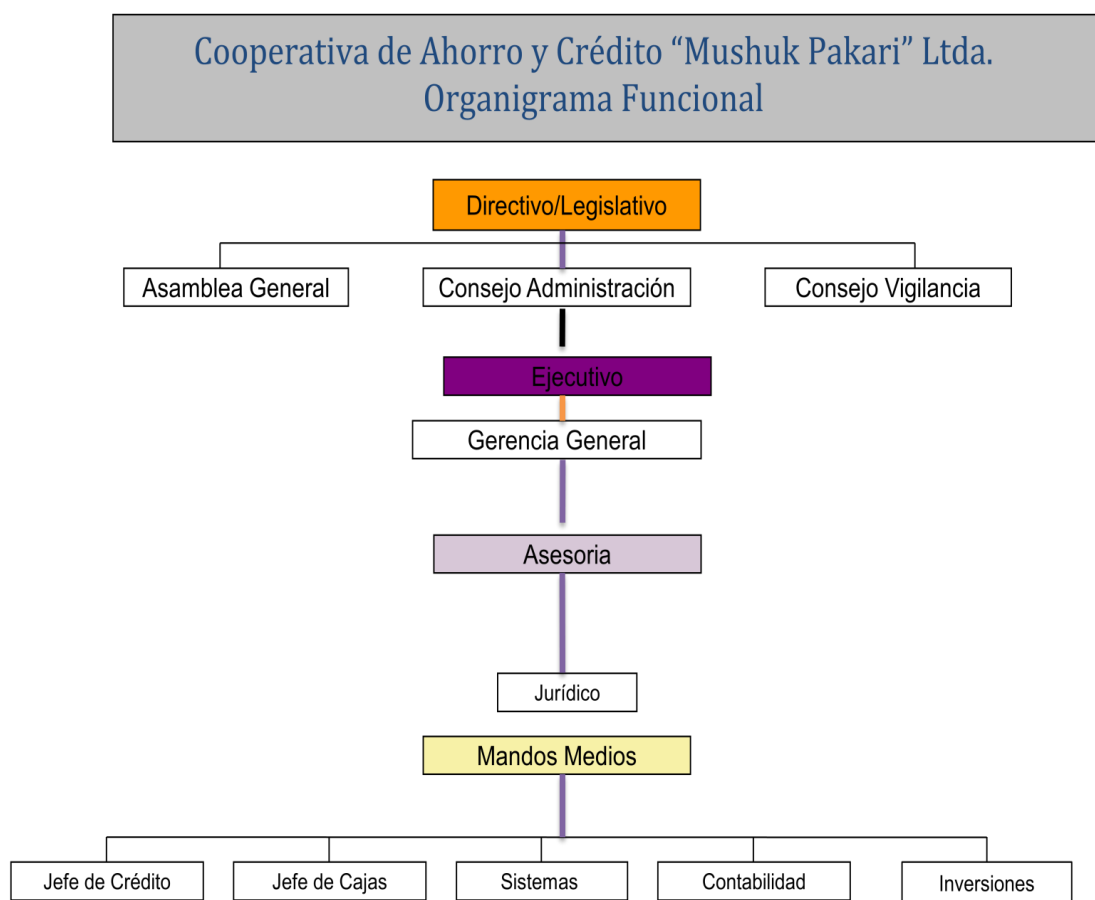 Cooperativa de Ahorro y Crédito “Mushuk Pakari” Ltda.
Organigrama Funcional
Directivo/Legislativo
Asamblea General
Consejo Administración
Consejo Vigilancia
Ejecutivo
Gerencia General
Asesoria
Jurídico
Mandos Medios
Jefe de Crédito
Jefe de Cajas
Sistemas
Contabilidad
Inversiones